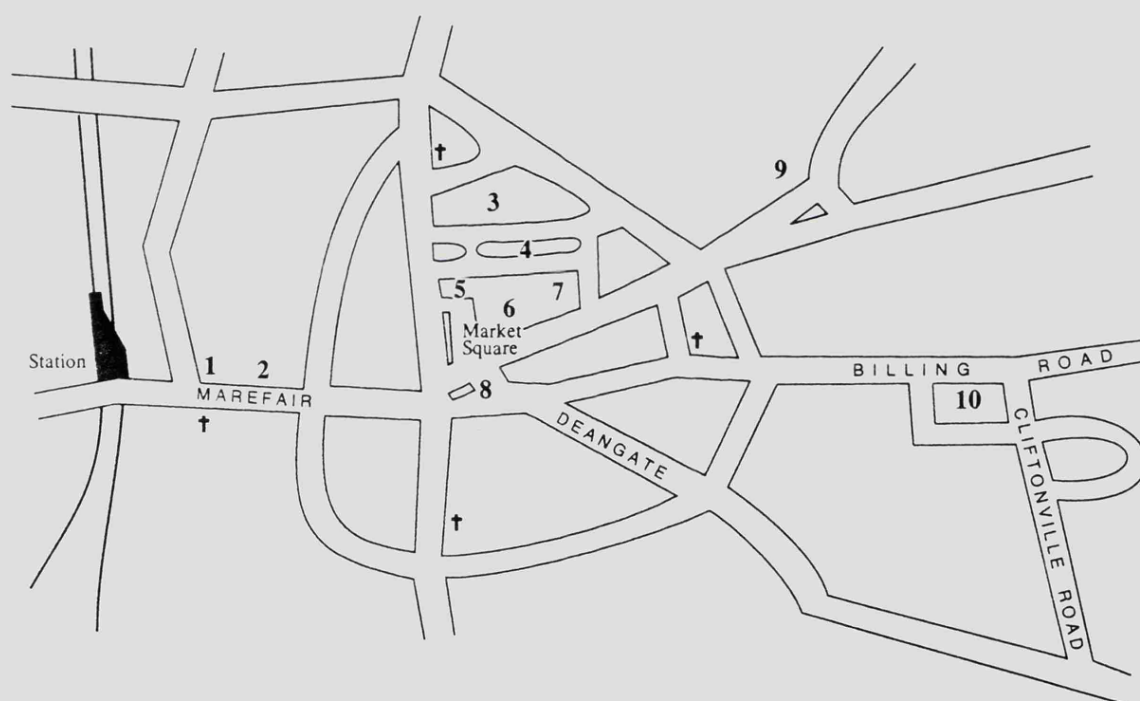 9
3
4
5
7
6
Market
Square
Station
1
2
8
MAREFAIR
BILLING ROAD
10
DEANGATE
CLIFTONVILLE ROAD